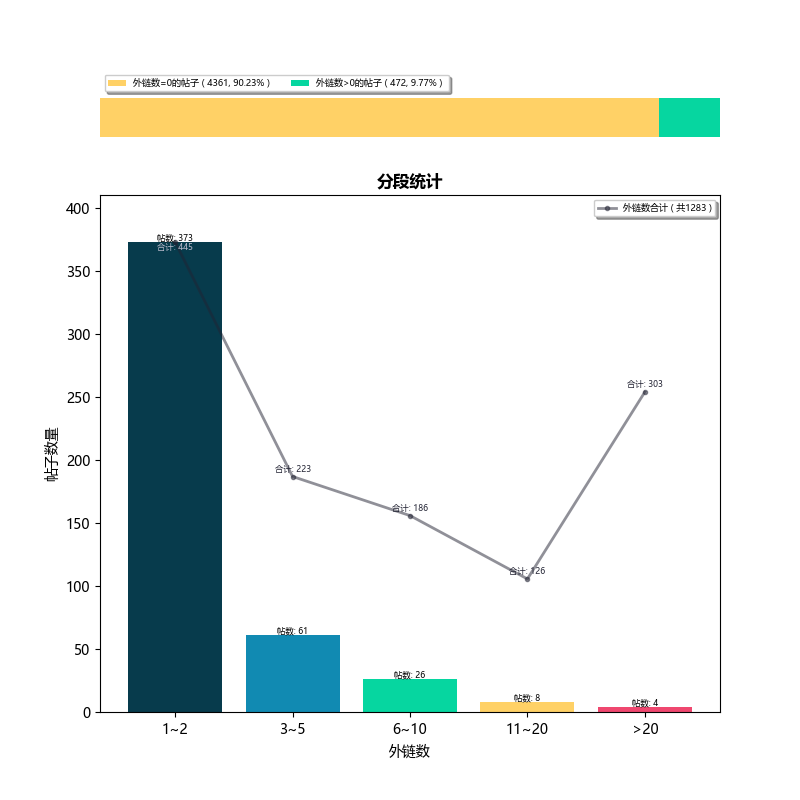 外链数=0的帖子 ( 4361, 90.23% ) 外链数>0的帖子 ( 472, 9.77% )
分段统计
外链数合计 ( 共1283 )
400
350
300
250
200
150
100
50
0
帖子数量
帖数: 373
合计: 445
合计: 223
合计: 186
合计: 126
合计: 303
帖数: 61
帖数: 26
帖数: 8
帖数: 4
1~2 3~5 6~10 11~20 >20
外链数